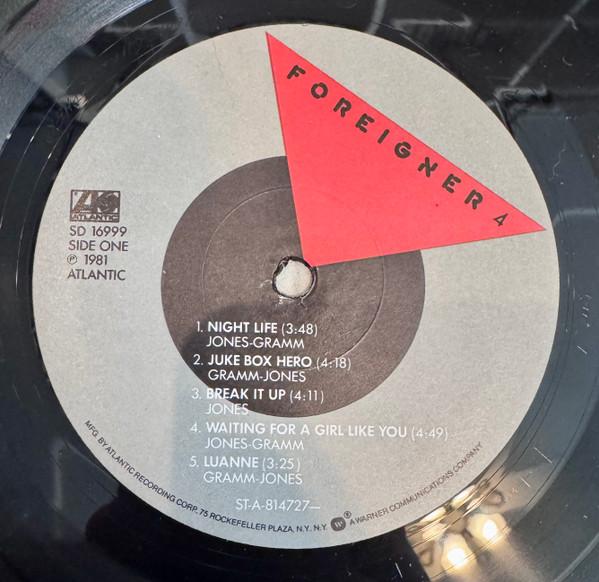 FOREIGNER 4
ATLANTIC
SD 16999
SIDE ONE
℗ 1981
ATLANTIC
1. NIGHT LIFE (3:48)
JONES-GRAMM
2. JUKE BOX HERO (4:18)
GRAMM-JONES
3. BREAK IT UP (4:11)
JONES
4. WAITING FOR A GIRL LIKE YOU (4:49)
JONES-GRAMM
5. LUANNE (3:25)
GRAMM-JONES
ST-A-814727—
MFG. BY ATLANTIC RECORDING CORP., 75 ROCKEFELLER PLAZA, N.Y., N.Y. W® A WARNER COMMUNICATIONS COMPANY